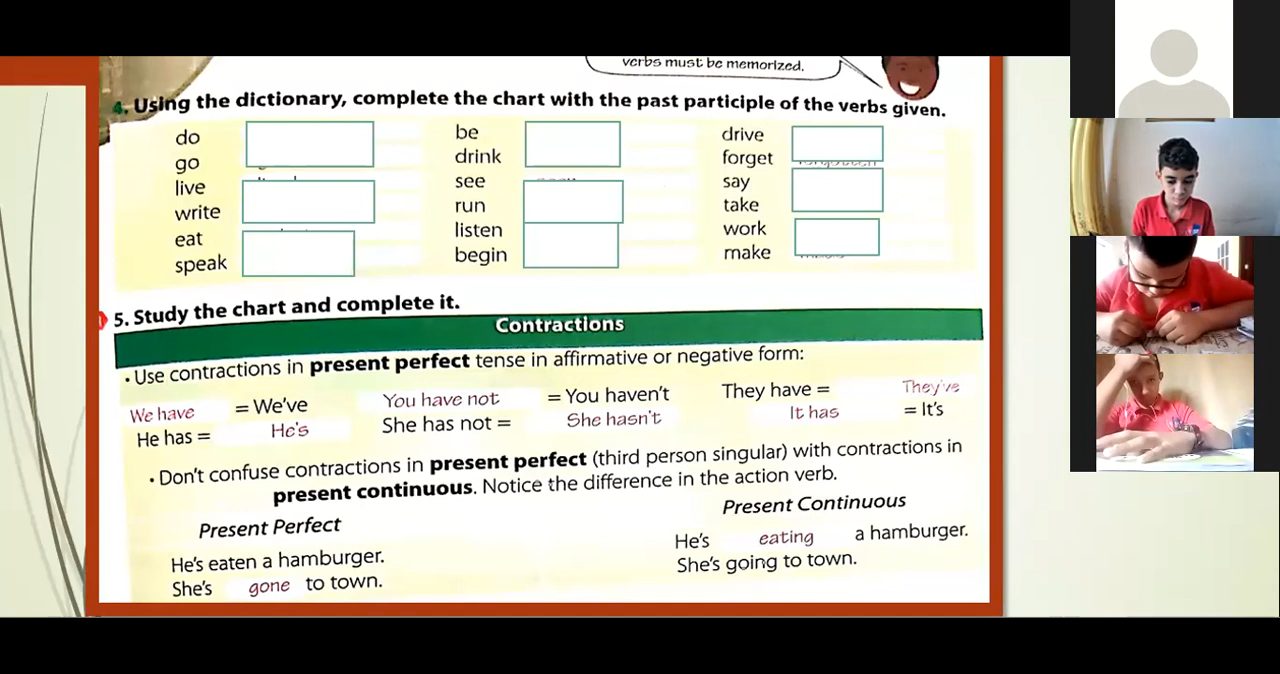 verbs must be memorized.
4. Using the dictionary, complete the chart with the past participle of the verbs given.
do
go
live
write
eat
speak
be
drink
see
run
listen
begin
drive
forget
say
take
work
make
5. Study the chart and complete it.
Contractions
• Use contractions in present perfect tense in affirmative or negative form:
We have = We've
He has = He's
You have not = You haven't
She has not = She hasn't
They have = They've
It has = It's
• Don't confuse contractions in present perfect (third person singular) with contractions in
present continuous. Notice the difference in the action verb.
Present Perfect
He's eaten a hamburger.
She's gone to town.
Present Continuous
He's eating a hamburger.
She's going to town.